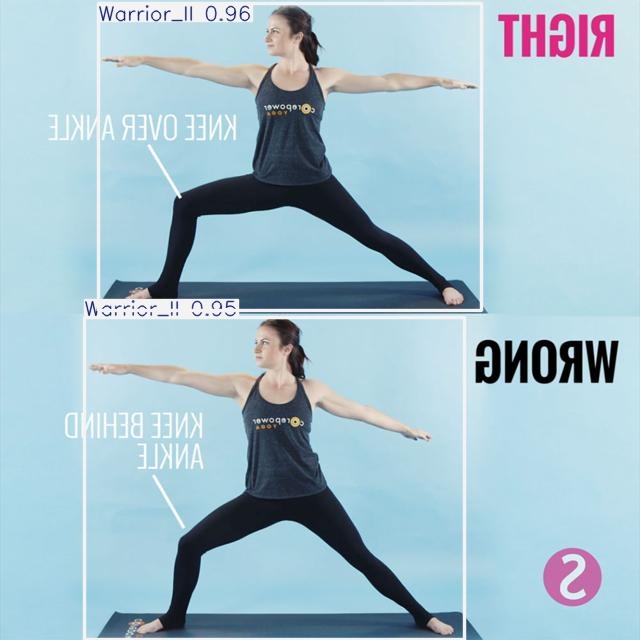 Warrior_II 0.96
RIGHT
corepower
YOGA
KNEE OVER ANKLE
Warrior_II 0.95
WRONG
KNEE BEHIND
ANKLE
corepower
YOGA
S